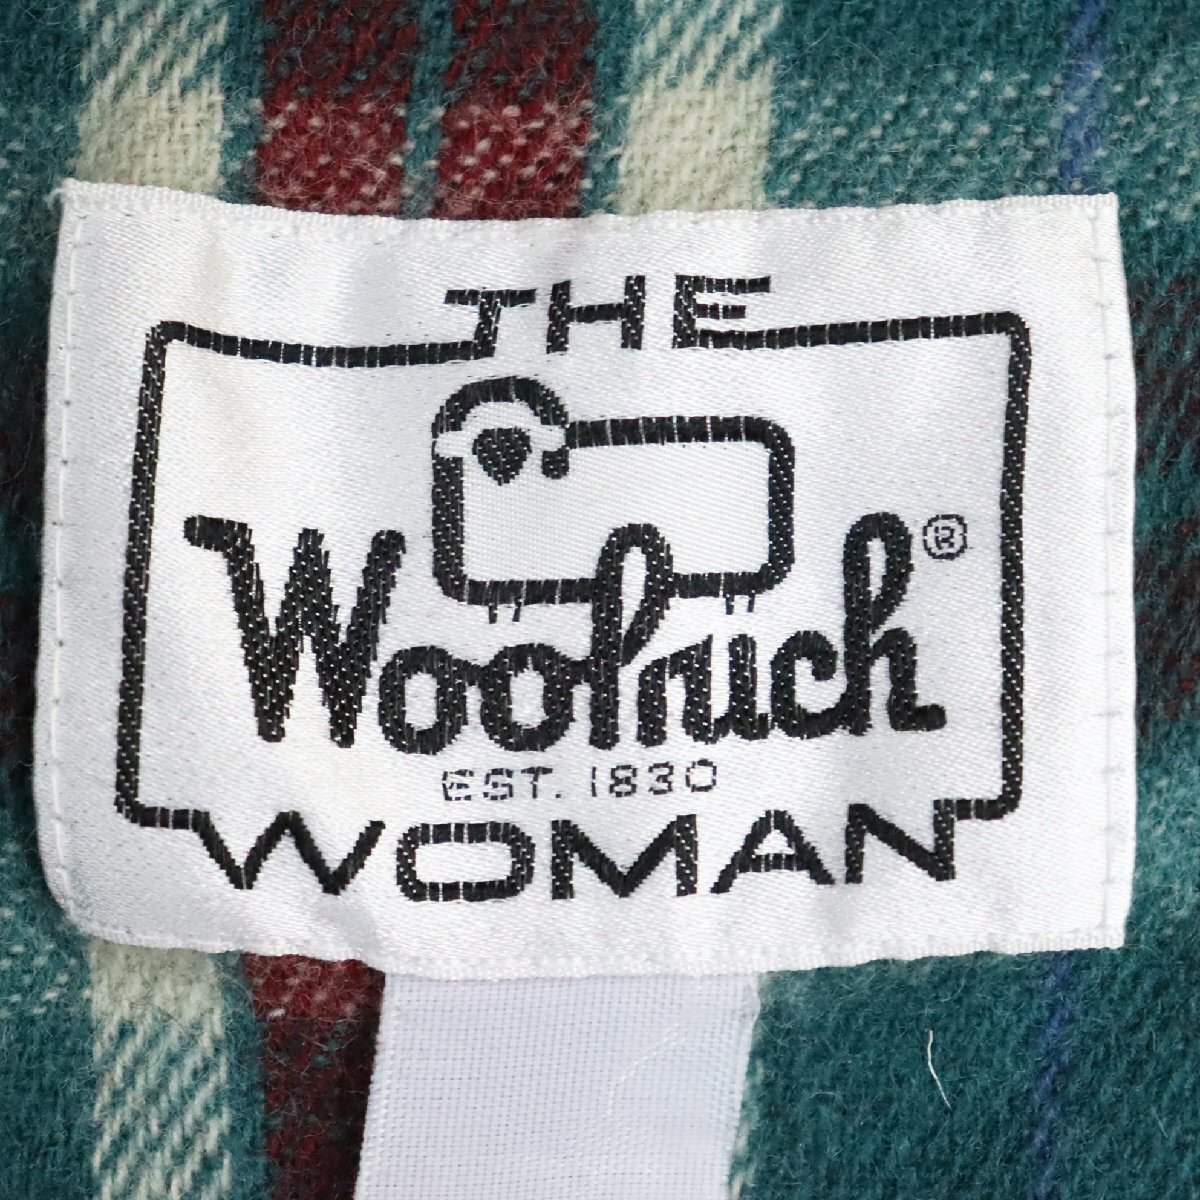 THE
Woolrich®
EST. 1830
WOMAN